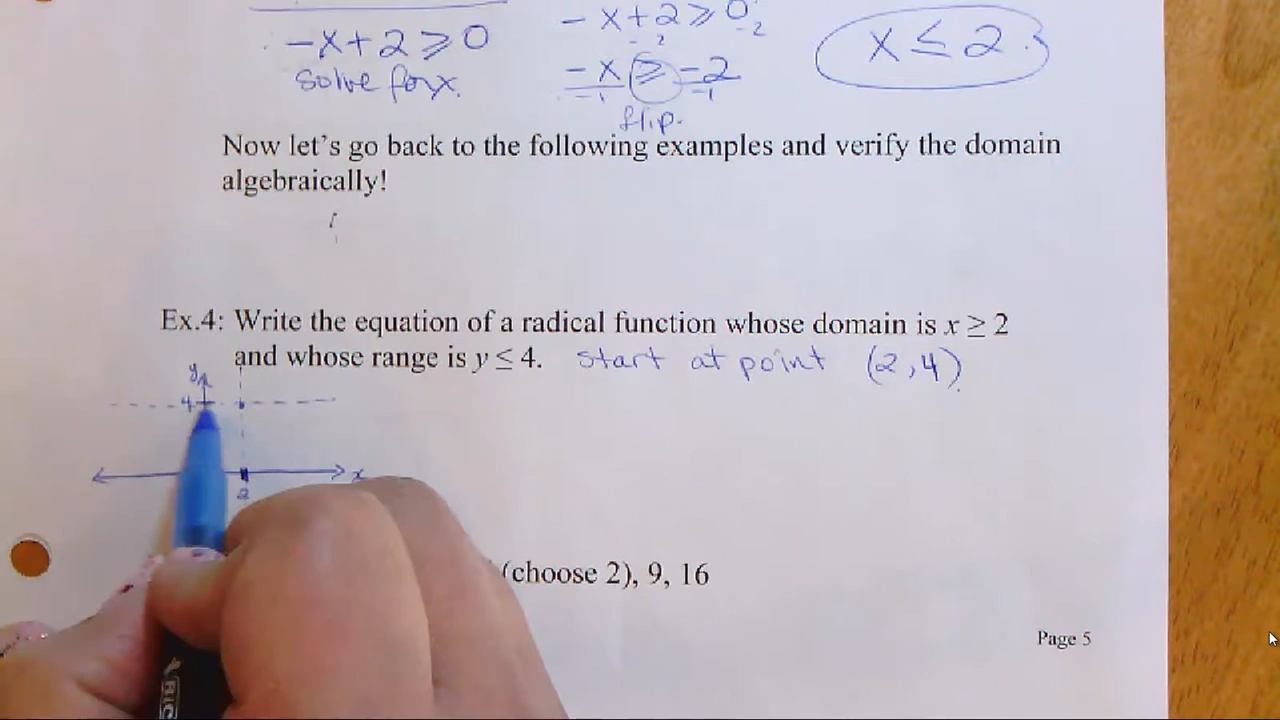 -x+2≥0
solve for x.
-x+2≥0
-2 -2
-x ≥ -2
-1 -1
flip.
x ≤ 2
Now let's go back to the following examples and verify the domain
algebraically!
Ex.4: Write the equation of a radical function whose domain is x ≥ 2
and whose range is y ≤ 4. start at point (2,4)
y
4
x
2
(choose 2), 9, 16
Page 5
BIC